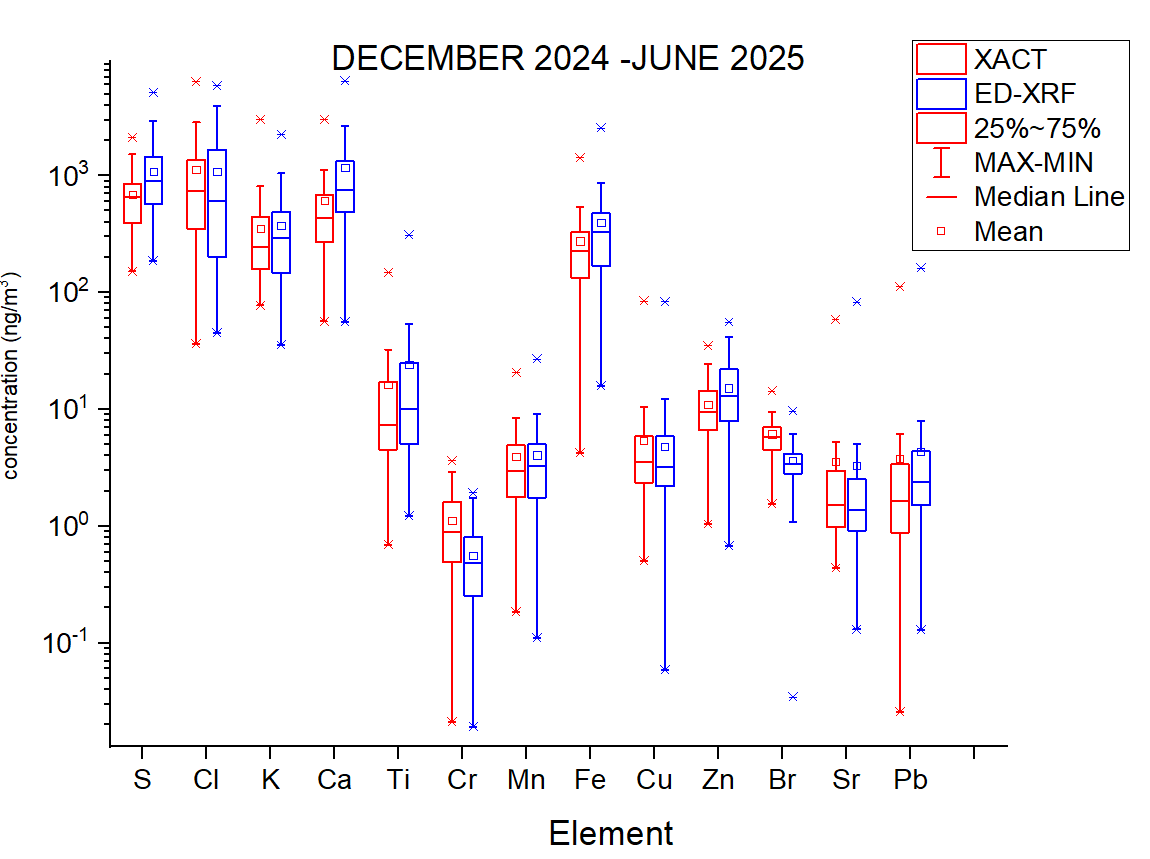 DECEMBER 2024 -JUNE 2025
XACT
ED-XRF
25%~75%
MAX-MIN
Median Line
Mean
concentration (ng/m³)
10³
10²
10¹
10⁰
10⁻¹
S Cl K Ca Ti Cr Mn Fe Cu Zn Br Sr Pb
Element